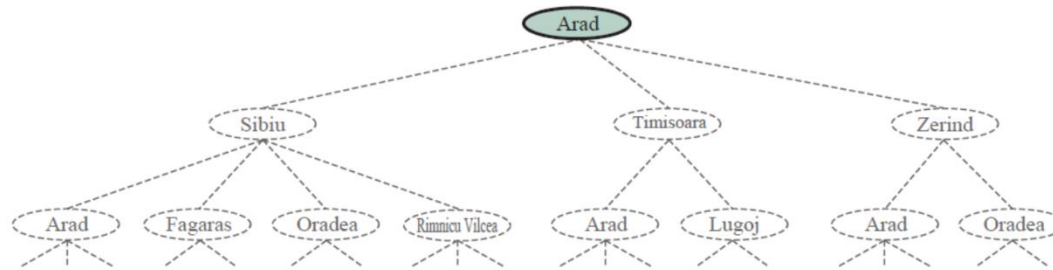 Arad
Sibiu Timisoara Zerind
Arad Fagaras Oradea Rimnicu Vilcea Arad Lugoj Arad Oradea